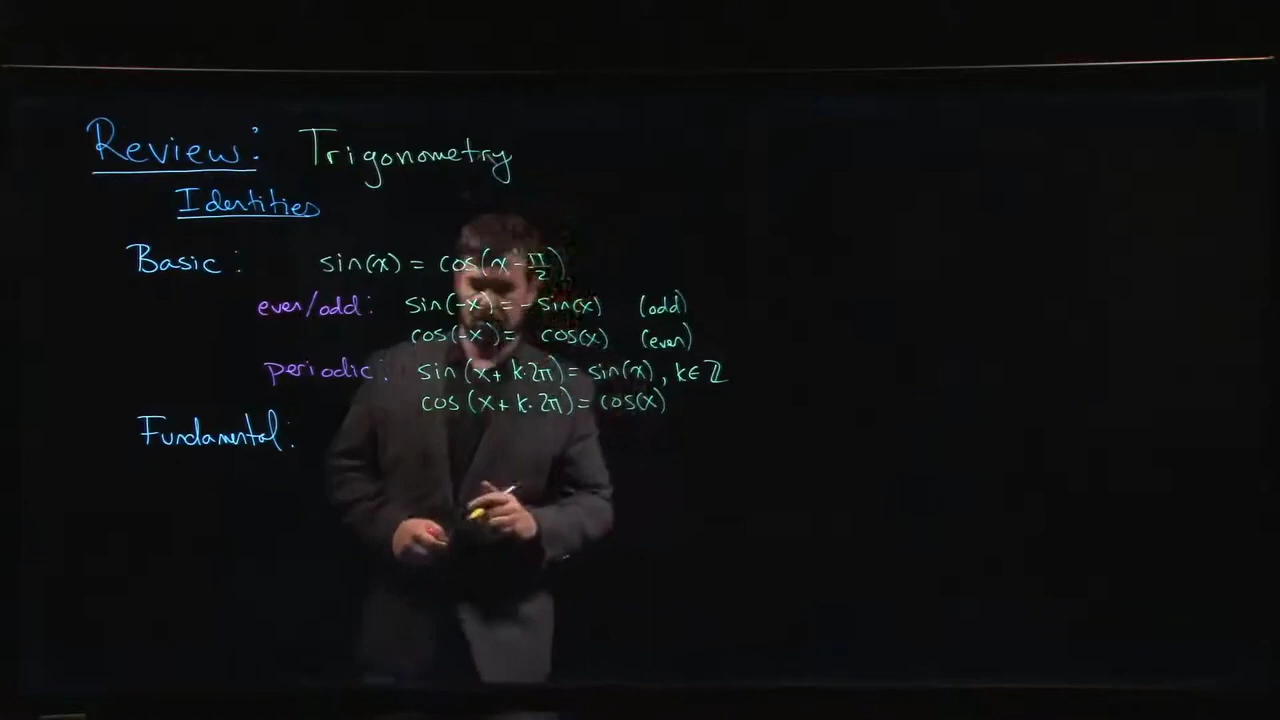 Review: Trigonometry
Identities
Basic: sin(x) = cos(x - π/2)
even/odd: sin(-x) = - sin(x) (odd)
cos(-x) = cos(x) (even)
periodic: sin (x + k·2π) = sin(x), k ∈ ℤ
cos (x + k·2π) = cos(x)
Fundamental: